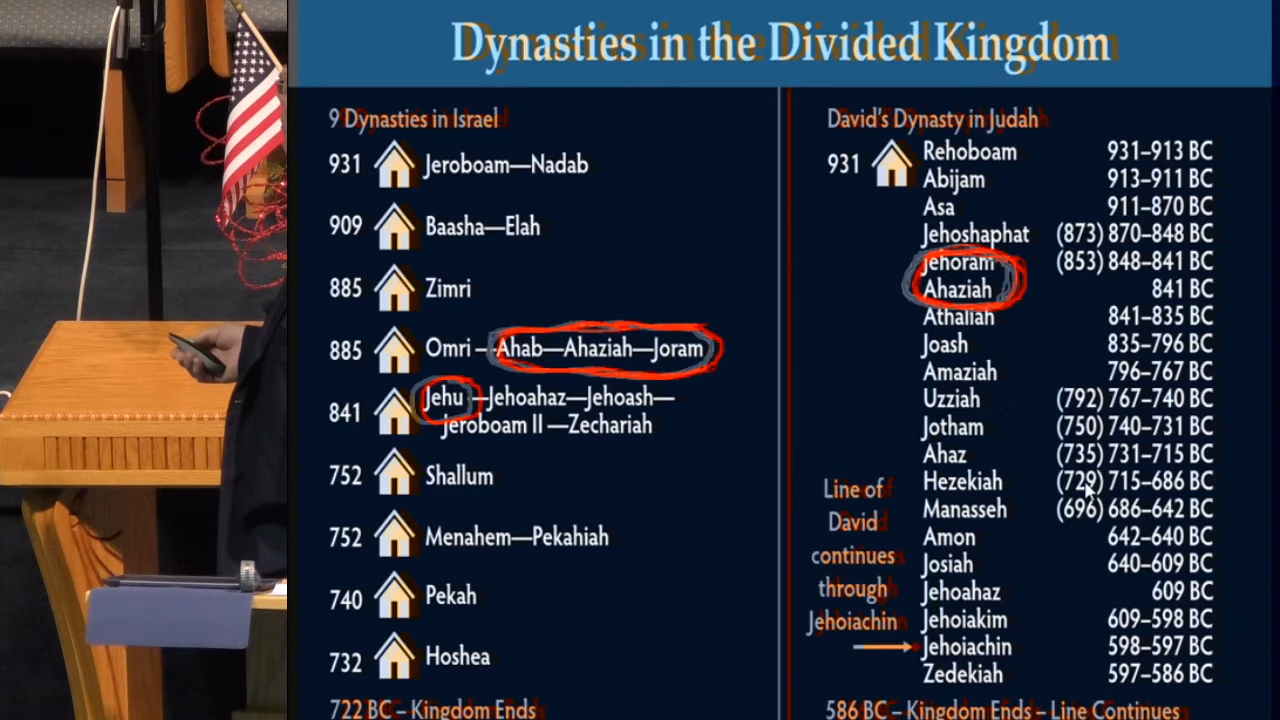 Dynasties in the Divided Kingdom
9 Dynasties in Israel
931 Jeroboam—Nadab
909 Baasha—Elah
885 Zimri
885 Omri—Ahab—Ahaziah—Joram
841 Jehu—Jehoahaz—Jehoash—
Jeroboam II—Zechariah
752 Shallum
752 Menahem—Pekahiah
740 Pekah
732 Hoshea
722 BC – Kingdom Ends
David's Dynasty in Judah
931
Rehoboam 931–913 BC
Abijam 913–911 BC
Asa 911–870 BC
Jehoshaphat (873) 870–848 BC
Jehoram (853) 848–841 BC
Ahaziah 841 BC
Athaliah 841–835 BC
Joash 835–796 BC
Amaziah 796–767 BC
Uzziah (792) 767–740 BC
Jotham (750) 740–731 BC
Ahaz (735) 731–715 BC
Hezekiah (729) 715–686 BC
Manasseh (696) 686–642 BC
Amon 642–640 BC
Josiah 640–609 BC
Jehoahaz 609 BC
Jehoiakim 609–598 BC
Jehoiachin 598–597 BC
Zedekiah 597–586 BC
Line of
David
continues
through
Jehoiachin
586 BC – Kingdom Ends – Line Continues